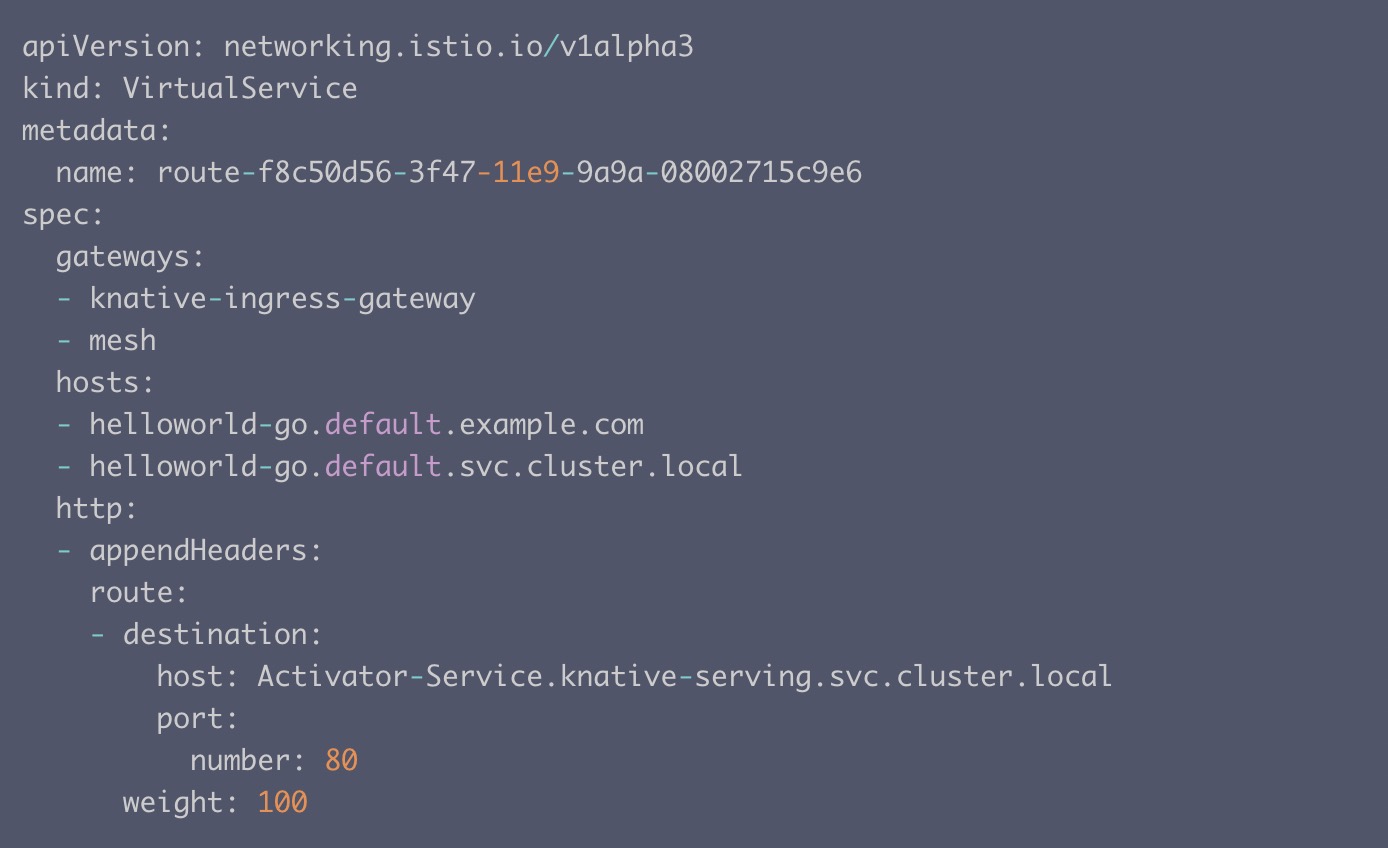 apiVersion: networking.istio.io/v1alpha3
kind: VirtualService
metadata:
  name: route-f8c50d56-3f47-11e9-9a9a-08002715c9e6
spec:
  gateways:
  - knative-ingress-gateway
  - mesh
  hosts:
  - helloworld-go.default.example.com
  - helloworld-go.default.svc.cluster.local
  http:
  - appendHeaders:
    route:
    - destination:
        host: Activator-Service.knative-serving.svc.cluster.local
        port:
          number: 80
      weight: 100